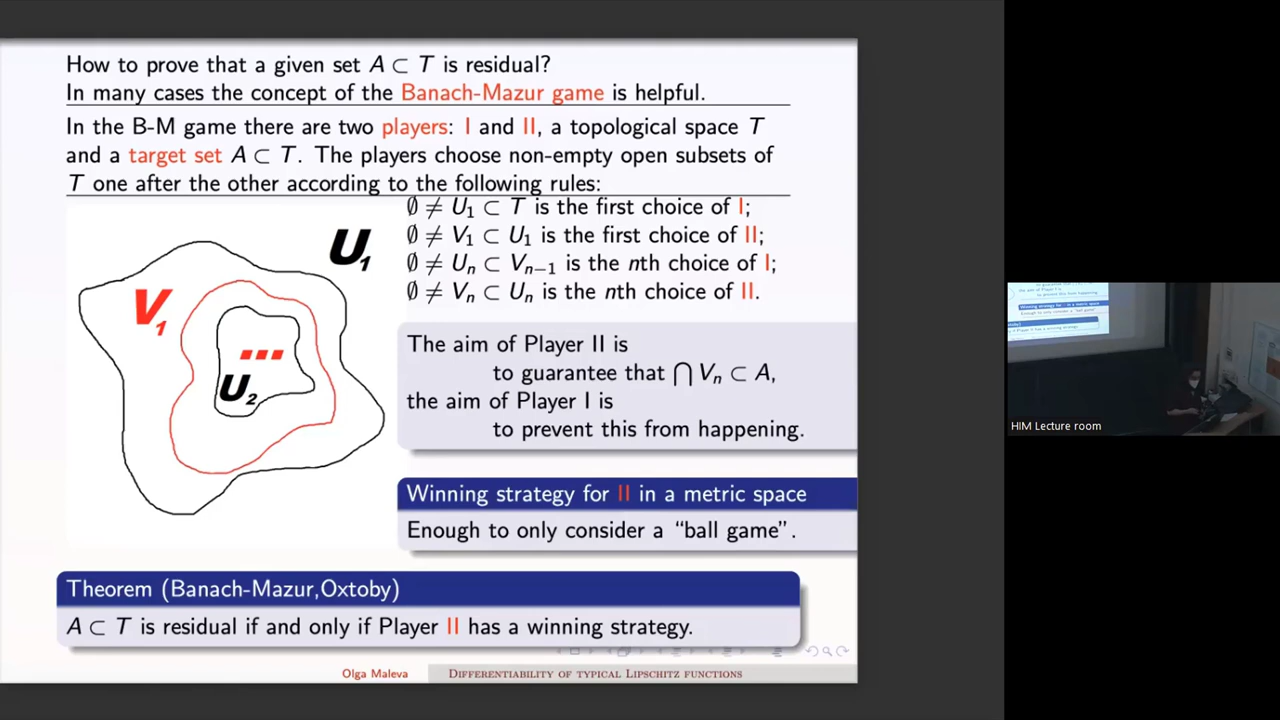 How to prove that a given set A ⊂ T is residual?
In many cases the concept of the Banach-Mazur game is helpful.
In the B-M game there are two players: I and II, a topological space T
and a target set A ⊂ T. The players choose non-empty open subsets of
T one after the other according to the following rules:
∅ ≠ U₁ ⊂ T is the first choice of I;
∅ ≠ V₁ ⊂ U₁ is the first choice of II;
∅ ≠ Uₙ ⊂ Vₙ₋₁ is the nth choice of I;
∅ ≠ Vₙ ⊂ Uₙ is the nth choice of II.
U₁
V₁
...
U₂
The aim of Player II is
to guarantee that ⋂ Vₙ ⊂ A,
the aim of Player I is
to prevent this from happening.
Winning strategy for II in a metric space
Enough to only consider a “ball game”.
Theorem (Banach-Mazur,Oxtoby)
A ⊂ T is residual if and only if Player II has a winning strategy.
Olga Maleva
Differentiability of typical Lipschitz functions
HIM Lecture room